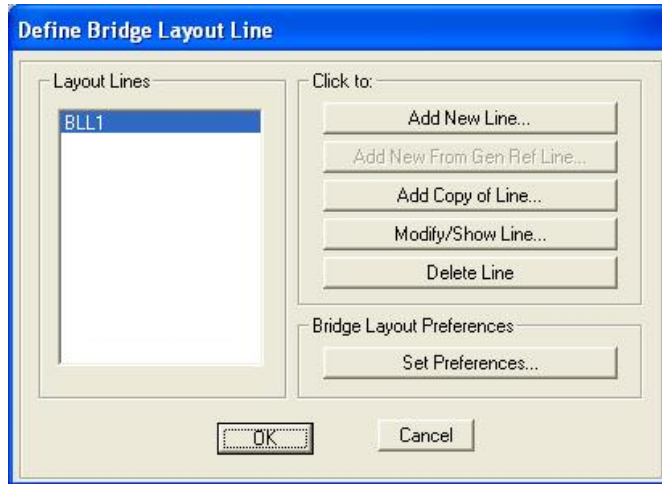 Define Bridge Layout Line
Layout Lines
BLL1
Click to:
Add New Line...
Add New From Gen Ref Line...
Add Copy of Line...
Modify/Show Line...
Delete Line
Bridge Layout Preferences
Set Preferences...
OK
Cancel